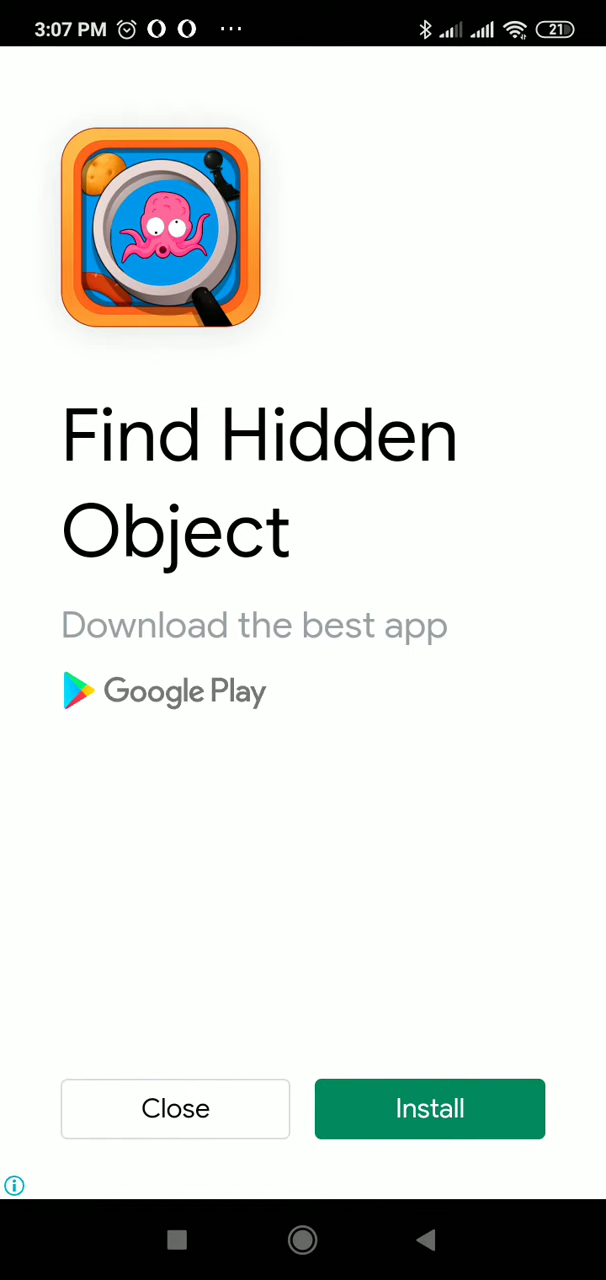 3:07 PM
21
Find Hidden
Object
Download the best app
Google Play
Close
Install